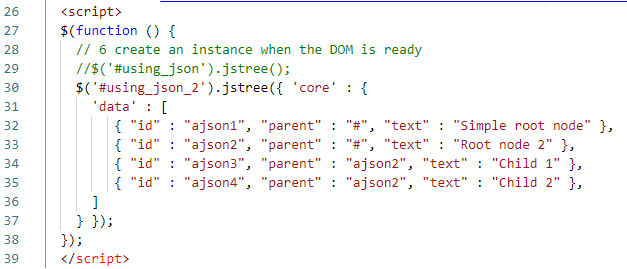 26 <script>
27 $(function () {
28   // 6 create an instance when the DOM is ready
29   //$('#using_json').jstree();
30   $('#using_json_2').jstree({ 'core' : {
31     'data' : [
32        { "id" : "ajson1", "parent" : "#", "text" : "Simple root node" },
33        { "id" : "ajson2", "parent" : "#", "text" : "Root node 2" },
34        { "id" : "ajson3", "parent" : "ajson2", "text" : "Child 1" },
35        { "id" : "ajson4", "parent" : "ajson2", "text" : "Child 2" },
36     ]
37   } });
38 });
39 </script>